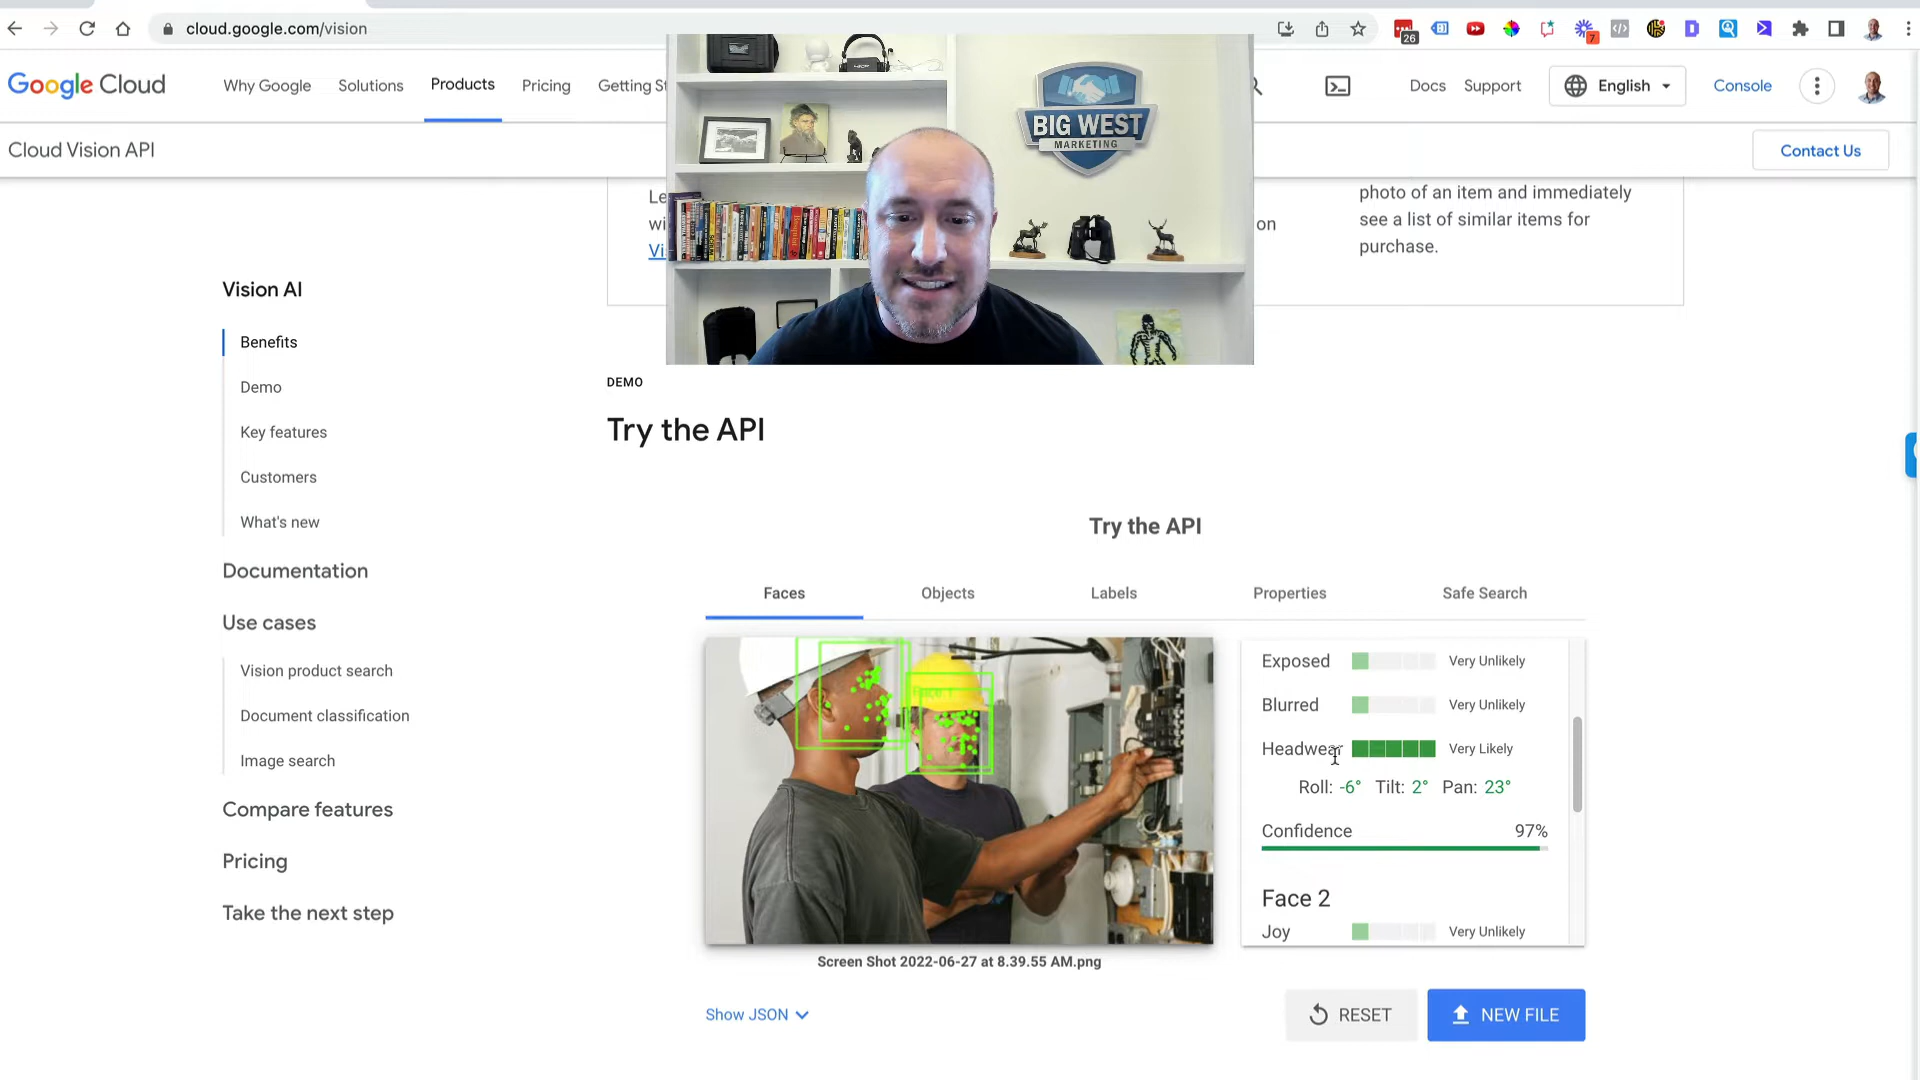 cloud.google.com/vision
26
7
Google Cloud
Why Google
Solutions
Products
Pricing
Getting St
Docs
Support
English
Console
Cloud Vision API
Contact Us
Le
wi
Vi
on
photo of an item and immediately
see a list of similar items for
purchase.
BIG WEST
MARKETING
Vision AI
Benefits
Demo
Key features
Customers
What's new
Documentation
Use cases
Vision product search
Document classification
Image search
Compare features
Pricing
Take the next step
DEMO
Try the API
Try the API
Faces
Objects
Labels
Properties
Safe Search
Exposed Very Unlikely
Blurred Very Unlikely
Headwear Very Likely
Roll: -6° Tilt: 2° Pan: 23°
Confidence 97%
Face 2
Joy Very Unlikely
Screen Shot 2022-06-27 at 8.39.55 AM.png
Show JSON
RESET
NEW FILE